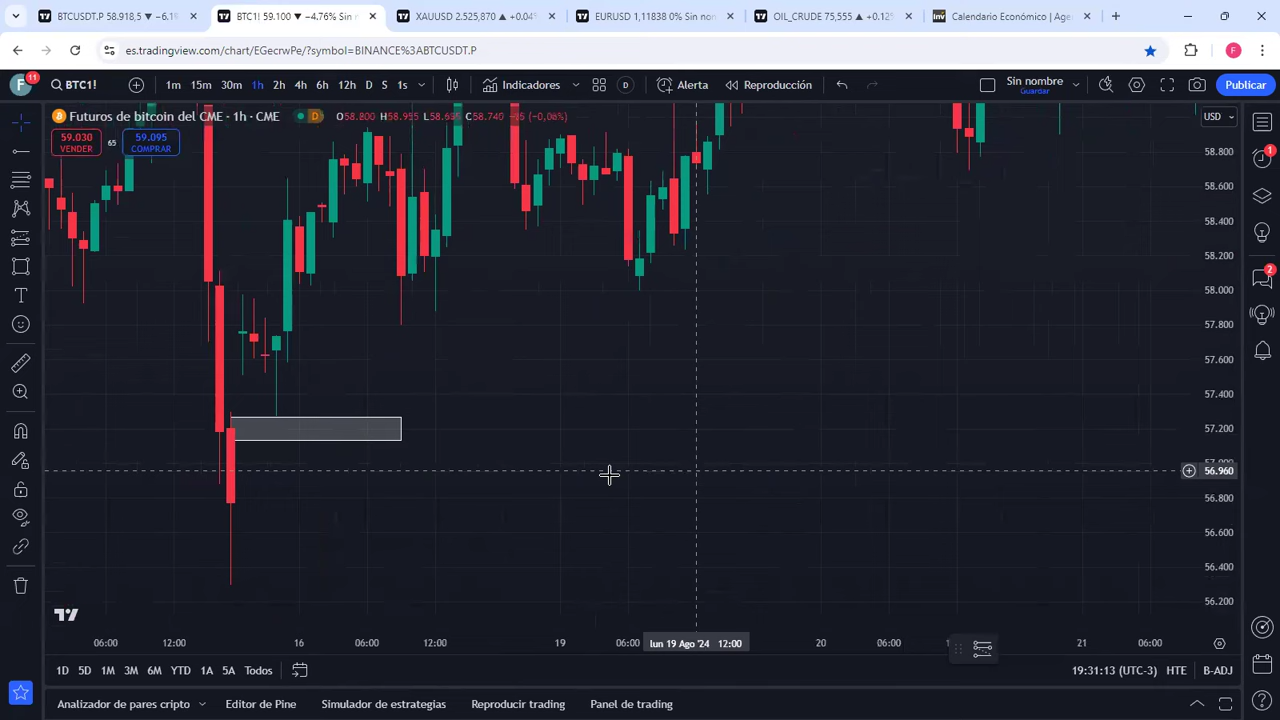 BTCUSDT.P 58.918,5 ▼ −6.1
BTC1! 59.100 ▼ −4.76% Sin n
XAUUSD 2.525,870 ▲ +0.04
EURUSD 1,11838 0% Sin non
OIL_CRUDE 75,555 ▲ +0.12
Calendario Económico | Age
es.tradingview.com/chart/EGecrwPe/?symbol=BINANCE%3ABTCUSDT.P
F 11 BTC1! 1m 15m 30m 1h 2h 4h 6h 12h D S 1s Indicadores D Alerta Reproducción Sin nombre Guardar Publicar
Futuros de bitcoin del CME · 1h · CME D O58.800 H58.955 L58.635 C58.740 −35 (−0,06%)
USD
59.030 VENDER 65 59.095 COMPRAR
58.800
58.600
58.400
58.200
58.000
57.800
57.600
57.400
57.200
57.000
56.960
56.800
56.600
56.400
56.200
06:00 12:00 16 06:00 12:00 19 06:00 lun 19 Ago '24 12:00 20 06:00 21 06:00
1D 5D 1M 3M 6M YTD 1A 5A Todos 19:31:13 (UTC-3) HTE B-ADJ
Analizador de pares cripto Editor de Pine Simulador de estrategias Reproducir trading Panel de trading